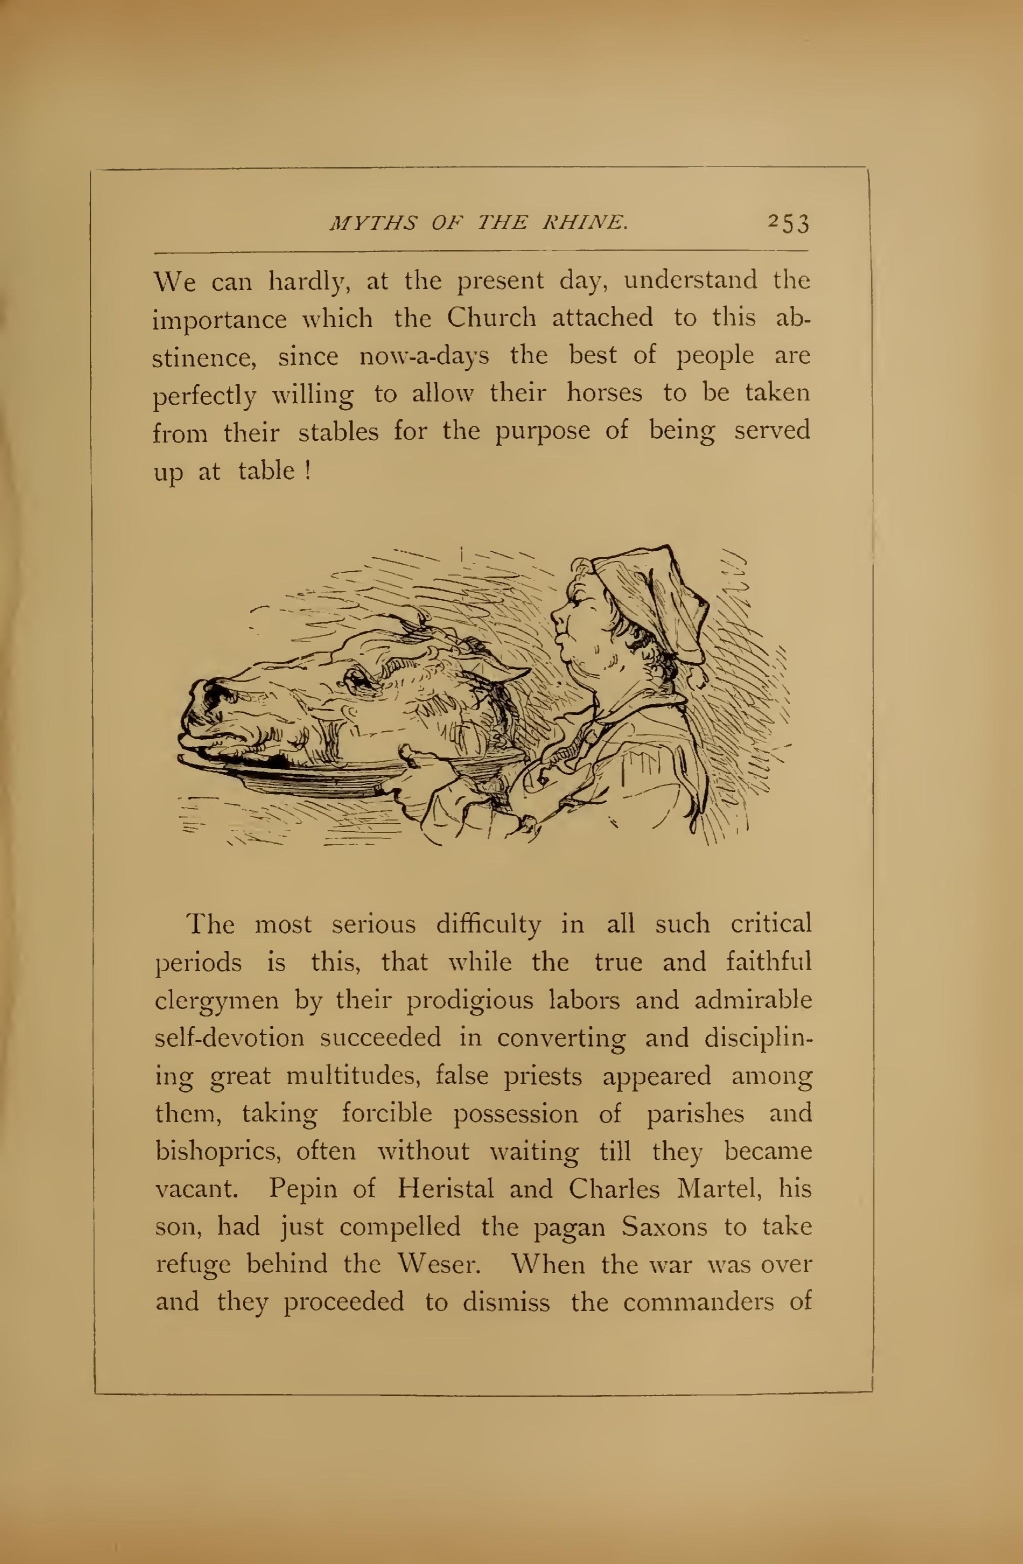 MYTHS OF THE RHINE. 253
We can hardly, at the present day, understand the
importance which the Church attached to this ab-
stinence, since now-a-days the best of people are
perfectly willing to allow their horses to be taken
from their stables for the purpose of being served
up at table !
The most serious difficulty in all such critical
periods is this, that while the true and faithful
clergymen by their prodigious labors and admirable
self-devotion succeeded in converting and disciplin-
ing great multitudes, false priests appeared among
them, taking forcible possession of parishes and
bishoprics, often without waiting till they became
vacant. Pepin of Heristal and Charles Martel, his
son, had just compelled the pagan Saxons to take
refuge behind the Weser. When the war was over
and they proceeded to dismiss the commanders of